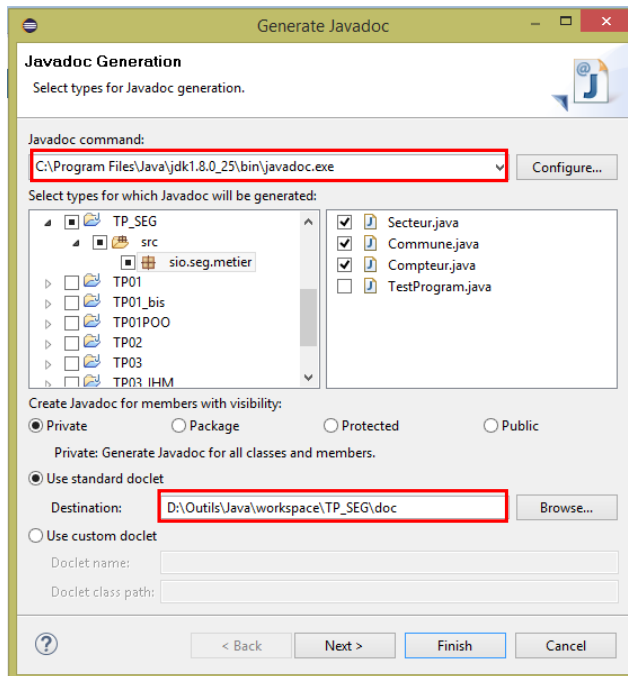 Generate Javadoc
Javadoc Generation
Select types for Javadoc generation.
@
J
Javadoc command:
C:\Program Files\Java\jdk1.8.0_25\bin\javadoc.exe
Configure...
Select types for which Javadoc will be generated:
TP_SEG
src
sio.seg.metier
TP01
TP01_bis
TP01POO
TP02
TP03
TP03 IHM
Secteur.java
Commune.java
Compteur.java
TestProgram.java
Create Javadoc for members with visibility:
Private Package Protected Public
Private: Generate Javadoc for all classes and members.
Use standard doclet
Destination: D:\Outils\Java\workspace\TP_SEG\doc Browse...
Use custom doclet
Doclet name:
Doclet class path:
? < Back Next > Finish Cancel